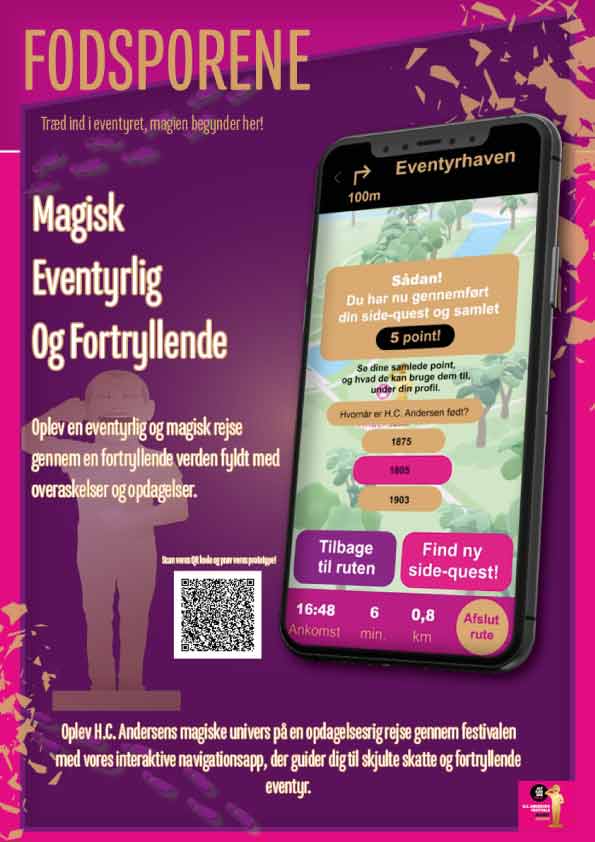 FODSPORENE
Træd ind i eventyret, magien begynder her!
Magisk
Eventyrlig
Og Fortryllende
Oplev en eventyrlig og magisk rejse
gennem en fortryllende verden fyldt med
overaskelser og opdagelser.
Scan vores QR kode og prøv vores prototype!
Eventyrhaven
100m
Sådan!
Du har nu gennemført
din side-quest og samlet
5 point!
Se dine samlede point,
og hvad de kan bruge dem til,
under din profil.
Hvornår er H.C. Andersen født?
1875
1805
1903
Tilbage
til ruten
Find ny
side-quest!
16:48
Ankomst
6
min.
0,8
km
Afslut
rute
Oplev H.C. Andersens magiske univers på en opdagelsesrig rejse gennem festivalen
med vores interaktive navigationsapp, der guider dig til skjulte skatte og fortryllende
eventyr.